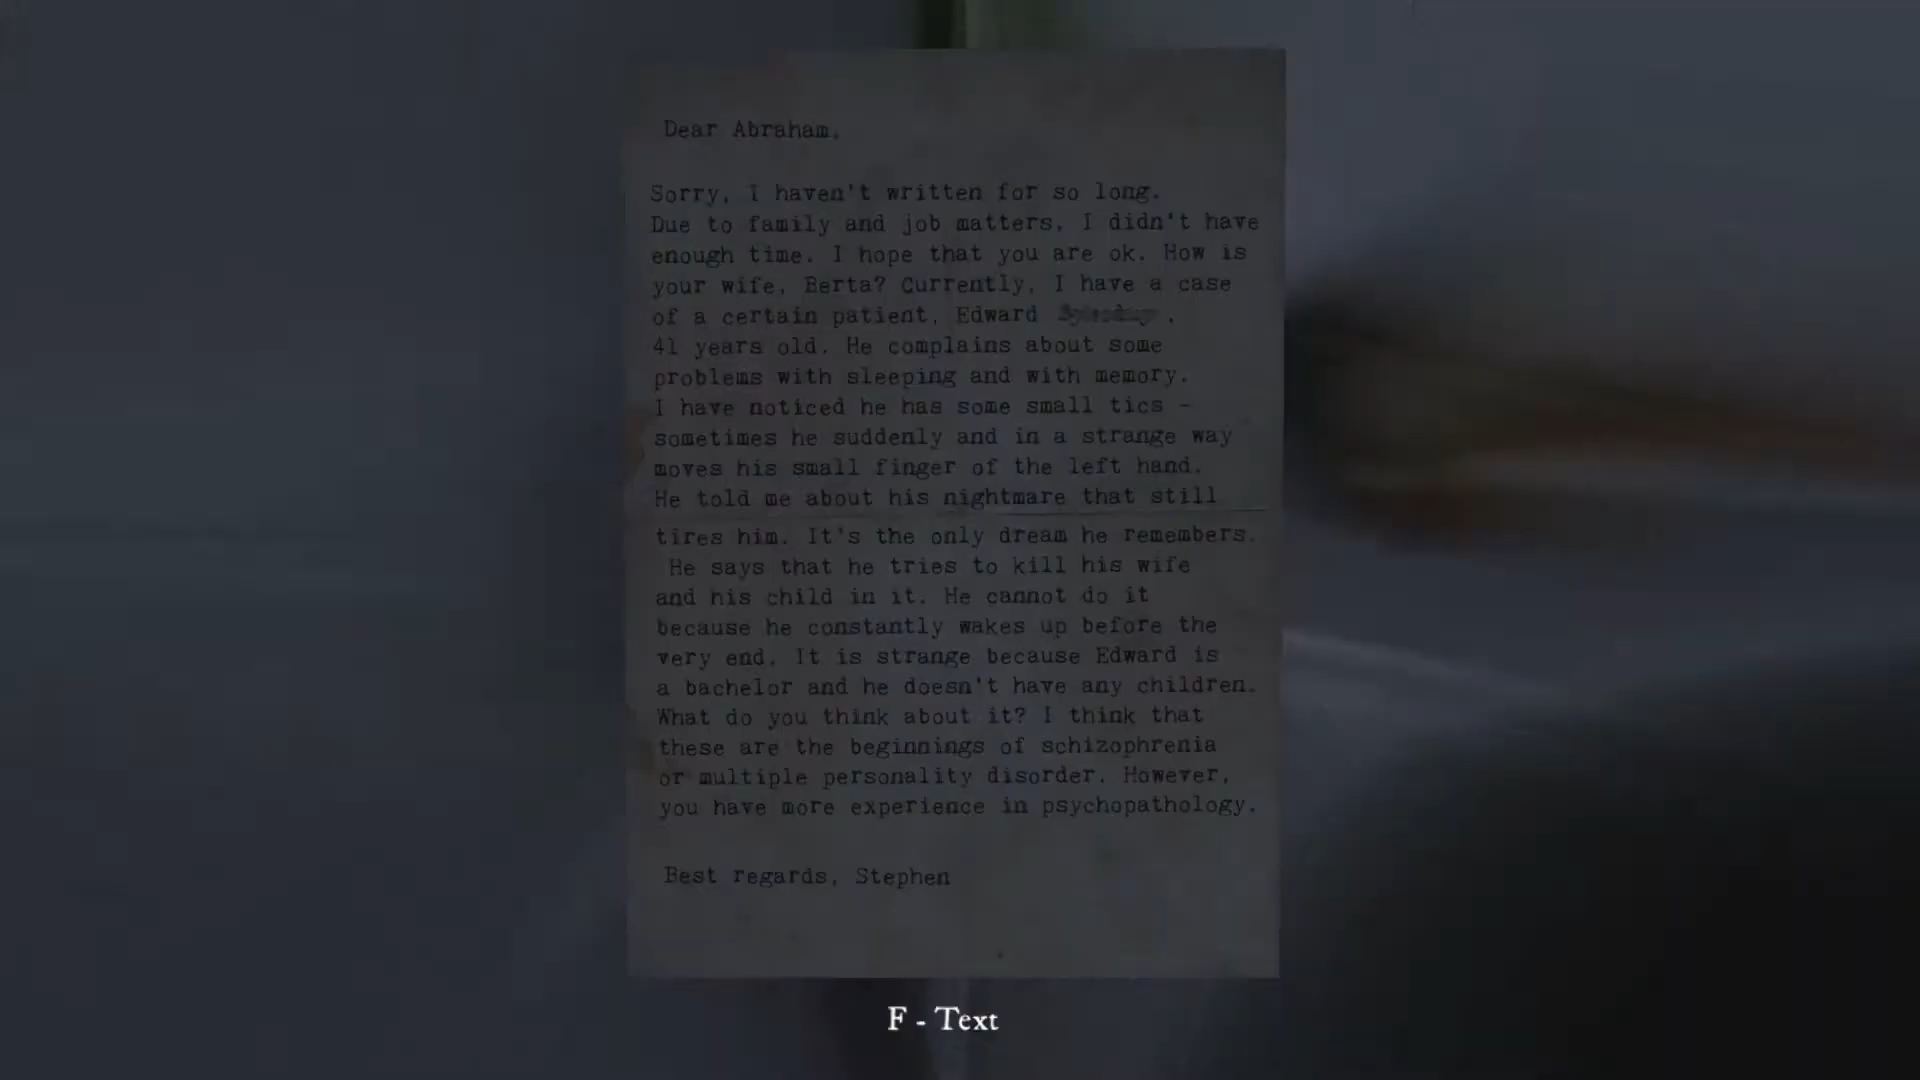 Dear Abraham,
Sorry, I haven't written for so long.
Due to family and job matters, I didn't have
enough time. I hope that you are ok. How is
your wife, Berta? Currently, I have a case
of a certain patient, Edward ,
41 years old. He complains about some
problems with sleeping and with memory.
I have noticed he has some small tics -
sometimes he suddenly and in a strange way
moves his small finger of the left hand.
He told me about his nightmare that still
tires him. It's the only dream he remembers.
He says that he tries to kill his wife
and his child in it. He cannot do it
because he constantly wakes up before the
very end. It is strange because Edward is
a bachelor and he doesn't have any children.
What do you think about it? I think that
these are the beginnings of schizophrenia
or multiple personality disorder. However,
you have more experience in psychopathology.
Best regards, Stephen
F - Text